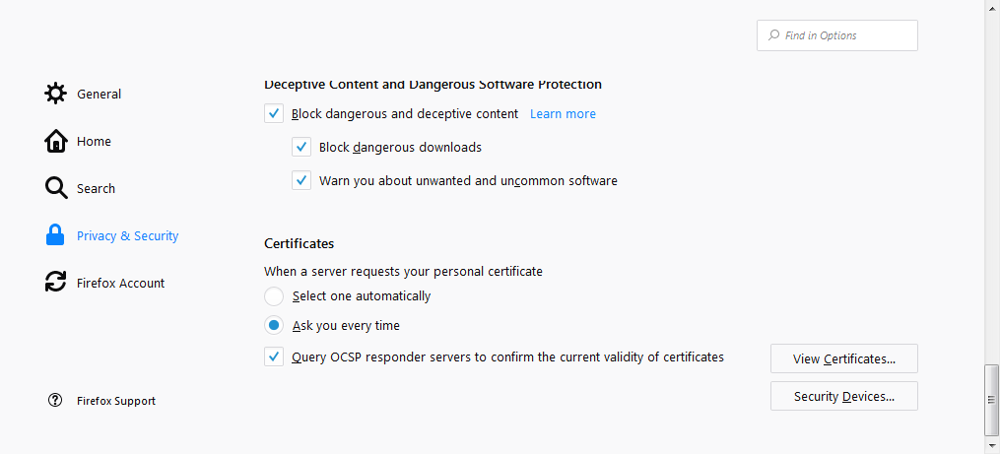 Find in Options
General
Home
Search
Privacy & Security
Firefox Account
Firefox Support
Deceptive Content and Dangerous Software Protection
Block dangerous and deceptive content Learn more
Block dangerous downloads
Warn you about unwanted and uncommon software
Certificates
When a server requests your personal certificate
Select one automatically
Ask you every time
Query OCSP responder servers to confirm the current validity of certificates
View Certificates...
Security Devices...